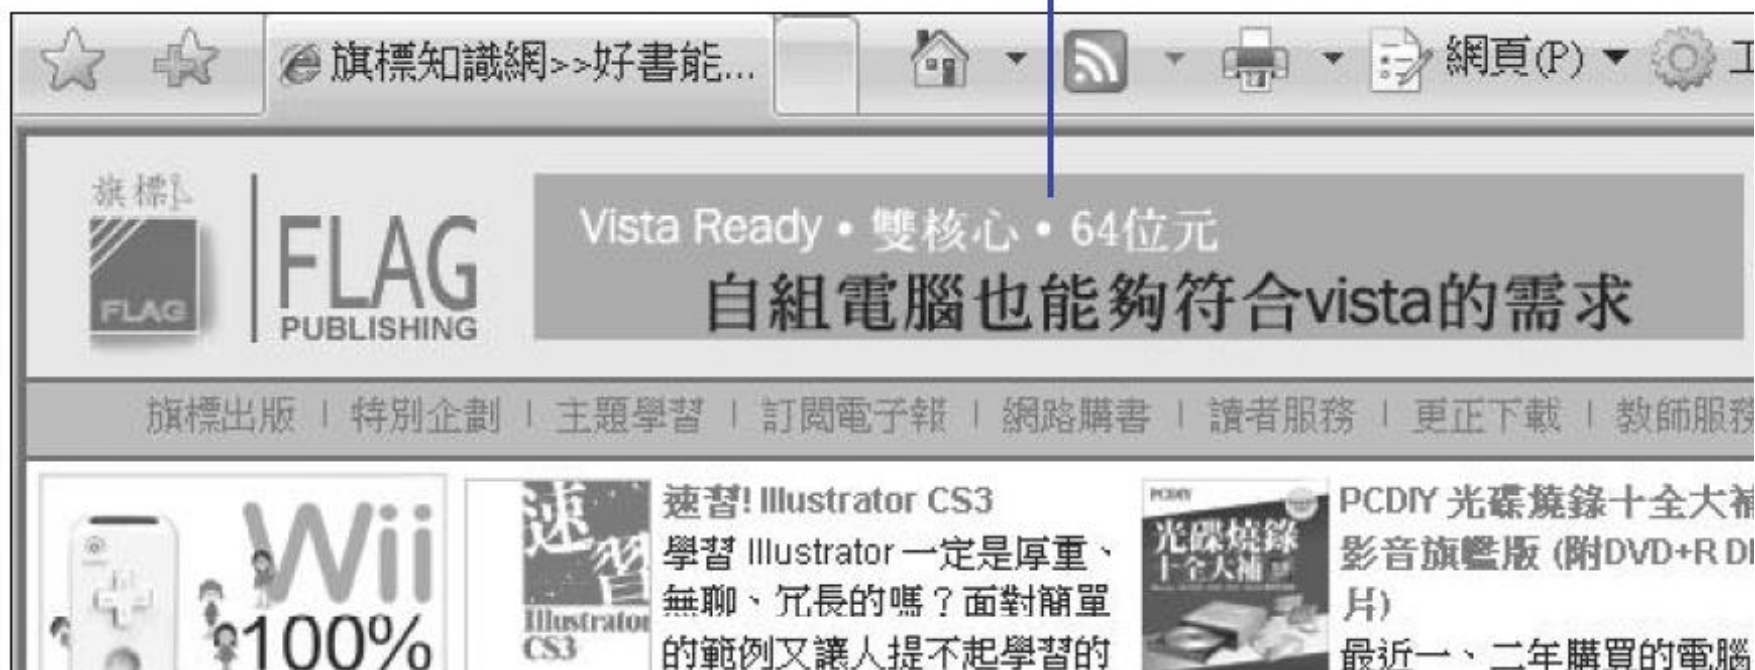 旗標知識網>>好書能...
網頁(P)
工
旗標
FLAG
FLAG
PUBLISHING
Vista Ready・雙核心・64位元
自組電腦也能夠符合vista的需求
旗標出版 | 特別企劃 | 主題學習 | 訂閱電子報 | 網路購書 | 讀者服務 | 更正下載 | 教師服務
Wii
100%
速習
Illustrator
CS3
速習! Illustrator CS3
學習 Illustrator 一定是厚重、
無聊、冗長的嗎？面對簡單
的範例又讓人提不起學習的
PCDIY
光碟燒錄
十全大補
PCDIY 光碟燒錄十全大補
影音旗艦版 (附DVD+R D
片)
最近一、二年購買的電腦